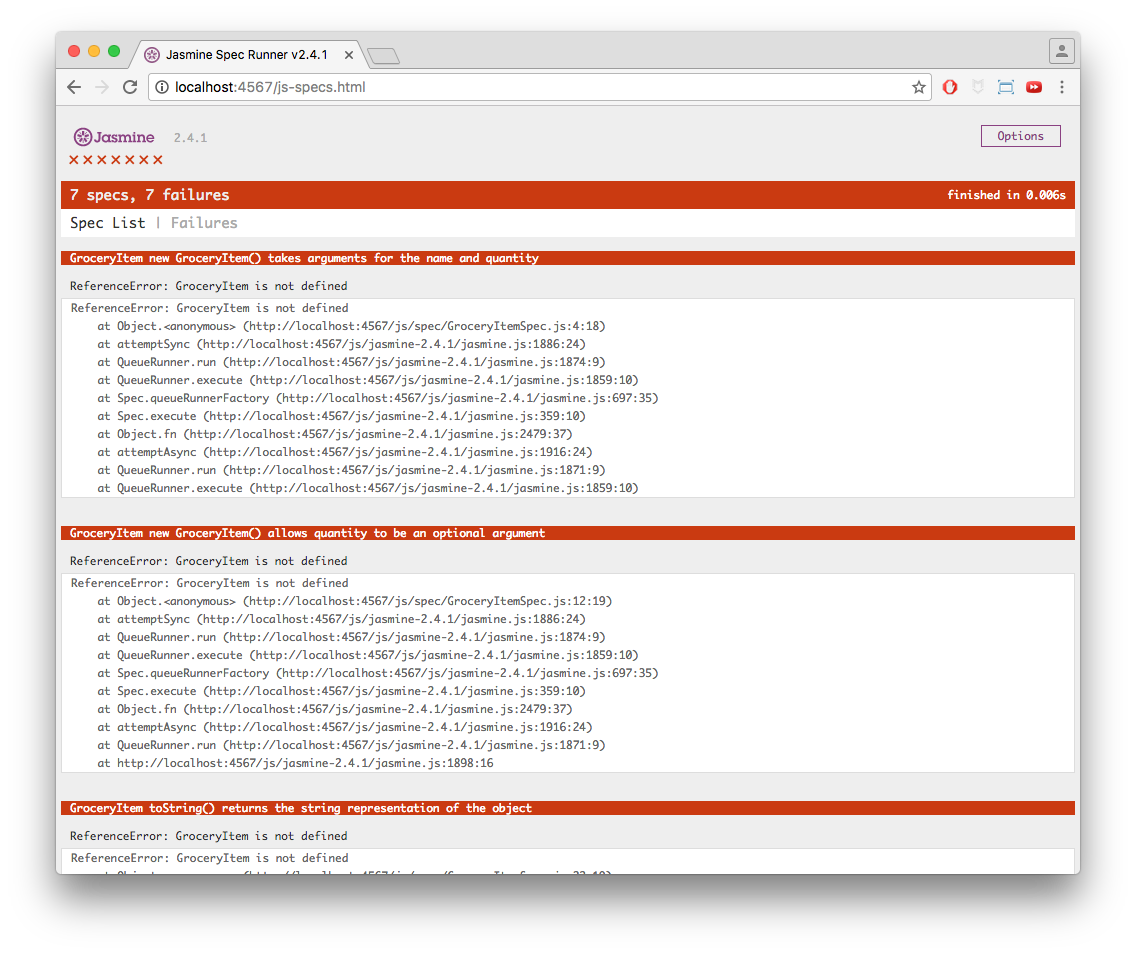 Jasmine Spec Runner v2.4.1
localhost:4567/js-specs.html
Jasmine 2.4.1 Options
×××××××
7 specs, 7 failures finished in 0.006s
Spec List | Failures
GroceryItem new GroceryItem() takes arguments for the name and quantity
ReferenceError: GroceryItem is not defined
ReferenceError: GroceryItem is not defined
at Object.<anonymous> (http://localhost:4567/js/spec/GroceryItemSpec.js:4:18)
at attemptSync (http://localhost:4567/js/jasmine-2.4.1/jasmine.js:1886:24)
at QueueRunner.run (http://localhost:4567/js/jasmine-2.4.1/jasmine.js:1874:9)
at QueueRunner.execute (http://localhost:4567/js/jasmine-2.4.1/jasmine.js:1859:10)
at Spec.queueRunnerFactory (http://localhost:4567/js/jasmine-2.4.1/jasmine.js:697:35)
at Spec.execute (http://localhost:4567/js/jasmine-2.4.1/jasmine.js:359:10)
at Object.fn (http://localhost:4567/js/jasmine-2.4.1/jasmine.js:2479:37)
at attemptAsync (http://localhost:4567/js/jasmine-2.4.1/jasmine.js:1916:24)
at QueueRunner.run (http://localhost:4567/js/jasmine-2.4.1/jasmine.js:1871:9)
at QueueRunner.execute (http://localhost:4567/js/jasmine-2.4.1/jasmine.js:1859:10)
GroceryItem new GroceryItem() allows quantity to be an optional argument
ReferenceError: GroceryItem is not defined
ReferenceError: GroceryItem is not defined
at Object.<anonymous> (http://localhost:4567/js/spec/GroceryItemSpec.js:12:19)
at attemptSync (http://localhost:4567/js/jasmine-2.4.1/jasmine.js:1886:24)
at QueueRunner.run (http://localhost:4567/js/jasmine-2.4.1/jasmine.js:1874:9)
at QueueRunner.execute (http://localhost:4567/js/jasmine-2.4.1/jasmine.js:1859:10)
at Spec.queueRunnerFactory (http://localhost:4567/js/jasmine-2.4.1/jasmine.js:697:35)
at Spec.execute (http://localhost:4567/js/jasmine-2.4.1/jasmine.js:359:10)
at Object.fn (http://localhost:4567/js/jasmine-2.4.1/jasmine.js:2479:37)
at attemptAsync (http://localhost:4567/js/jasmine-2.4.1/jasmine.js:1916:24)
at QueueRunner.run (http://localhost:4567/js/jasmine-2.4.1/jasmine.js:1871:9)
at http://localhost:4567/js/jasmine-2.4.1/jasmine.js:1898:16
GroceryItem toString() returns the string representation of the object
ReferenceError: GroceryItem is not defined
ReferenceError: GroceryItem is not defined